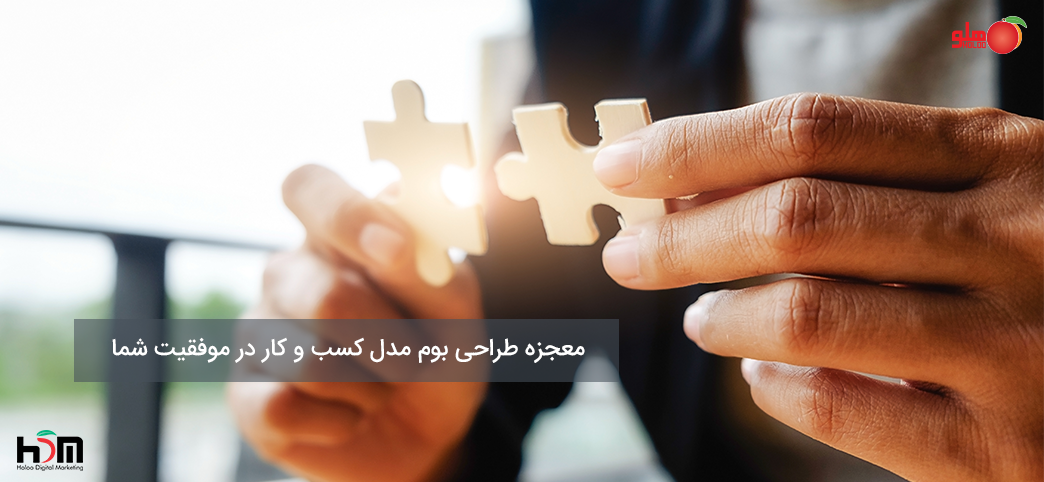 هلو
معجزه طراحی بوم مدل کسب و کار در موفقیت شما
HDM
Holoo Digital Marketing